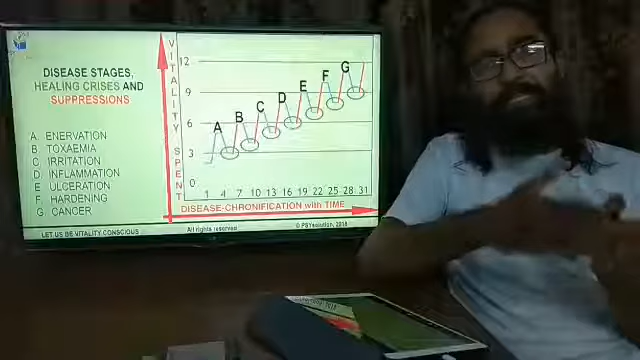 DISEASE STAGES,
HEALING CRISES AND
SUPPRESSIONS
A. ENERVATION
B. TOXAEMIA
C. IRRITATION
D. INFLAMMATION
E. ULCERATION
F. HARDENING
G. CANCER
LET US BE VITALITY CONSCIOUS
VITALITY SPENT
12
9
6
3
0
A B C D E F G
1 4 7 10 13 16 19 22 25 28 31
DISEASE-CHRONIFICATION with TIME
All rights reserved
© PSYsolution, 2018